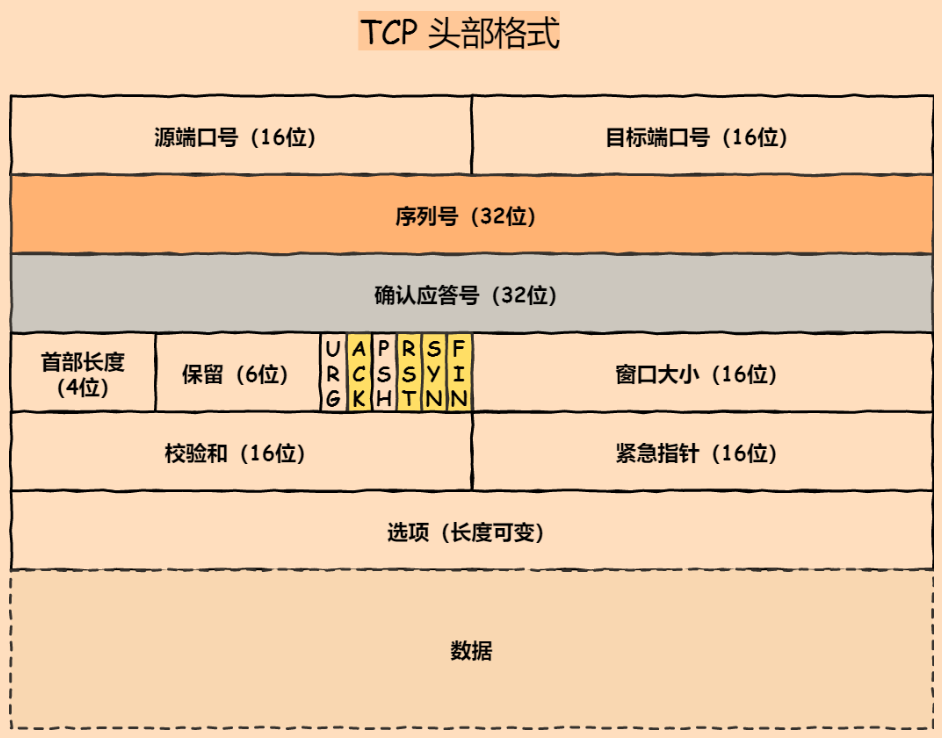 TCP 头部格式
源端口号（16位）
目标端口号（16位）
序列号（32位）
确认应答号（32位）
首部长度
（4位）
保留（6位）
URG
ACK
PSH
RST
SYN
FIN
窗口大小（16位）
校验和（16位）
紧急指针（16位）
选项（长度可变）
数据